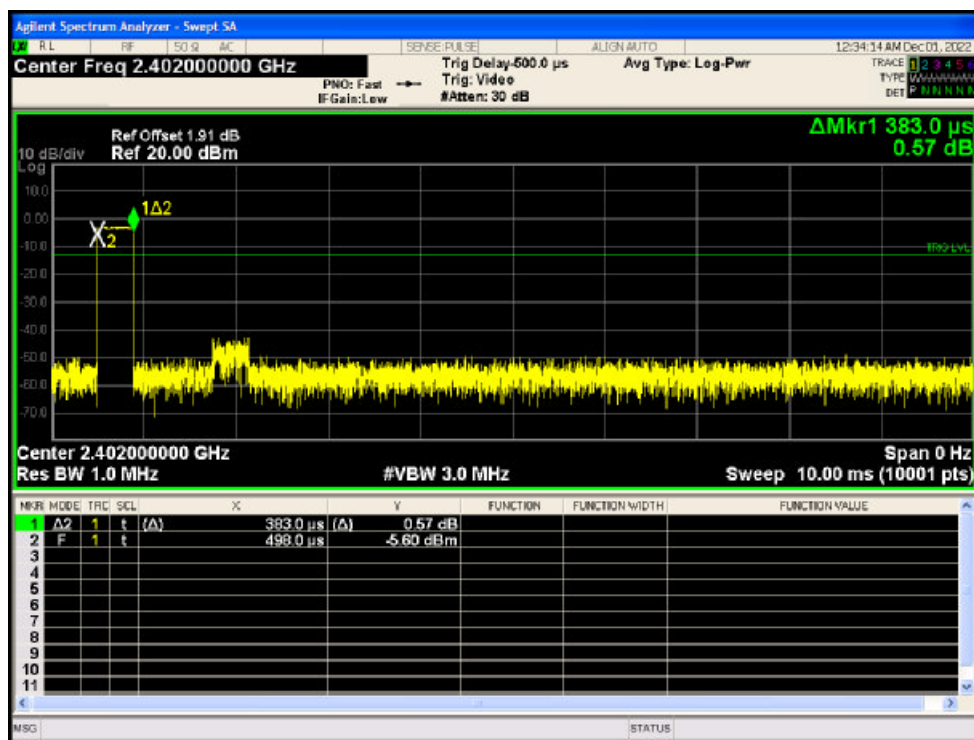 Agilent Spectrum Analyzer - Swept SA
RL RF 50 Ω AC SENSE:PULSE ALIGN AUTO 12:34:14 AM Dec 01, 2022
Center Freq 2.402000000 GHz
Trig Delay-500.0 µs Avg Type: Log-Pwr
PNO: Fast Trig: Video
IFGain:Low #Atten: 30 dB
TRACE 1 2 3 4 5 6
TYPE
DET P N N N N N
ΔMkr1 383.0 µs
0.57 dB
Ref Offset 1.91 dB
10 dB/div Ref 20.00 dBm
Log
10.0
0.00
-10.0
-20.0
-30.0
-40.0
-50.0
-60.0
-70.0
1Δ2
X2
TRIG LVL
Center 2.402000000 GHz Span 0 Hz
Res BW 1.0 MHz #VBW 3.0 MHz Sweep 10.00 ms (10001 pts)
MKR MODE TRC SCL X Y FUNCTION FUNCTION WIDTH FUNCTION VALUE
1 Δ2 1 t (Δ) 383.0 µs (Δ) 0.57 dB
2 F 1 t 498.0 µs -5.60 dBm
3
4
5
6
7
8
9
10
11
MSG STATUS